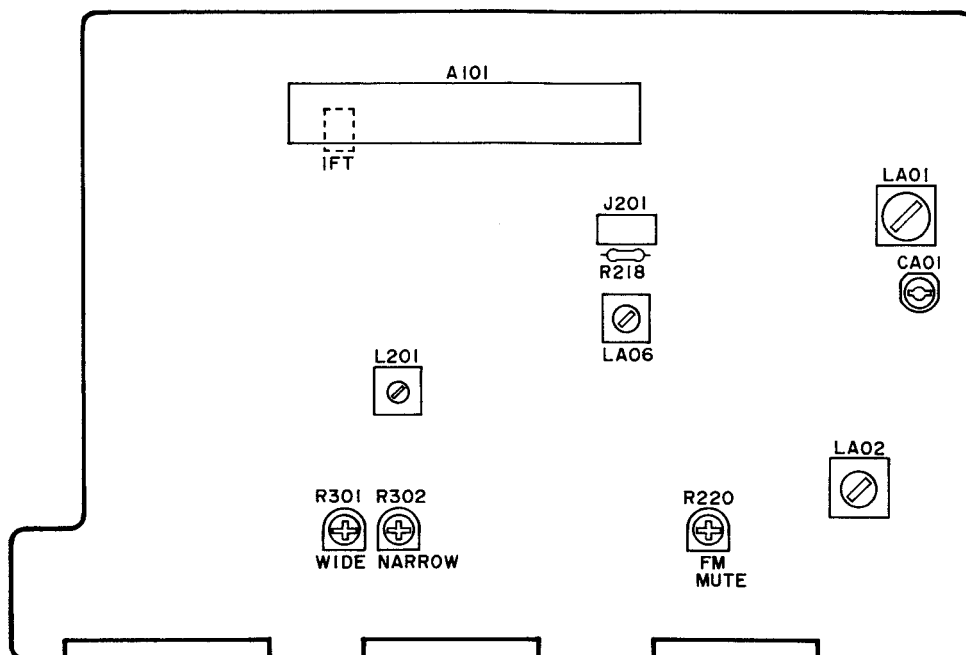 A101
IFT
LA01
J201
CA01
R218
LA06
L201
LA02
R301 R302
R220
WIDE NARROW
FM
MUTE